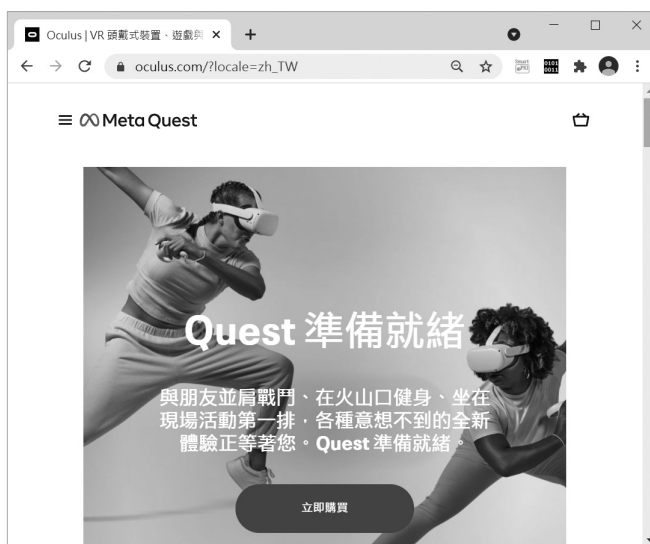 Oculus | VR 頭戴式裝置、遊戲與
oculus.com/?locale=zh_TW
Meta Quest
Quest 準備就緒
與朋友並肩戰鬥、在火山口健身、坐在
現場活動第一排，各種意想不到的全新
體驗正等著您。Quest 準備就緒。
立即購買